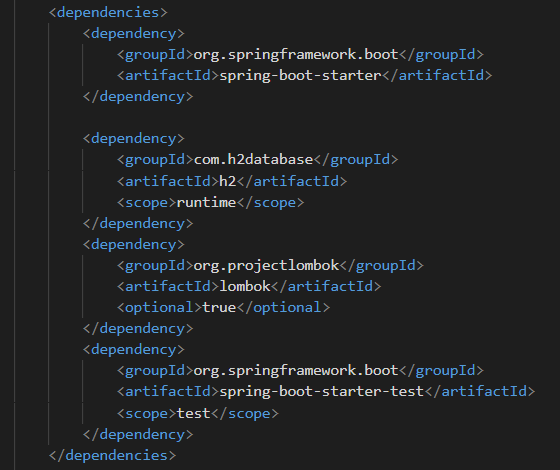 <dependencies>
<dependency>
<groupId>org.springframework.boot</groupId>
<artifactId>spring-boot-starter</artifactId>
</dependency>
<dependency>
<groupId>com.h2database</groupId>
<artifactId>h2</artifactId>
<scope>runtime</scope>
</dependency>
<dependency>
<groupId>org.projectlombok</groupId>
<artifactId>lombok</artifactId>
<optional>true</optional>
</dependency>
<dependency>
<groupId>org.springframework.boot</groupId>
<artifactId>spring-boot-starter-test</artifactId>
<scope>test</scope>
</dependency>
</dependencies>